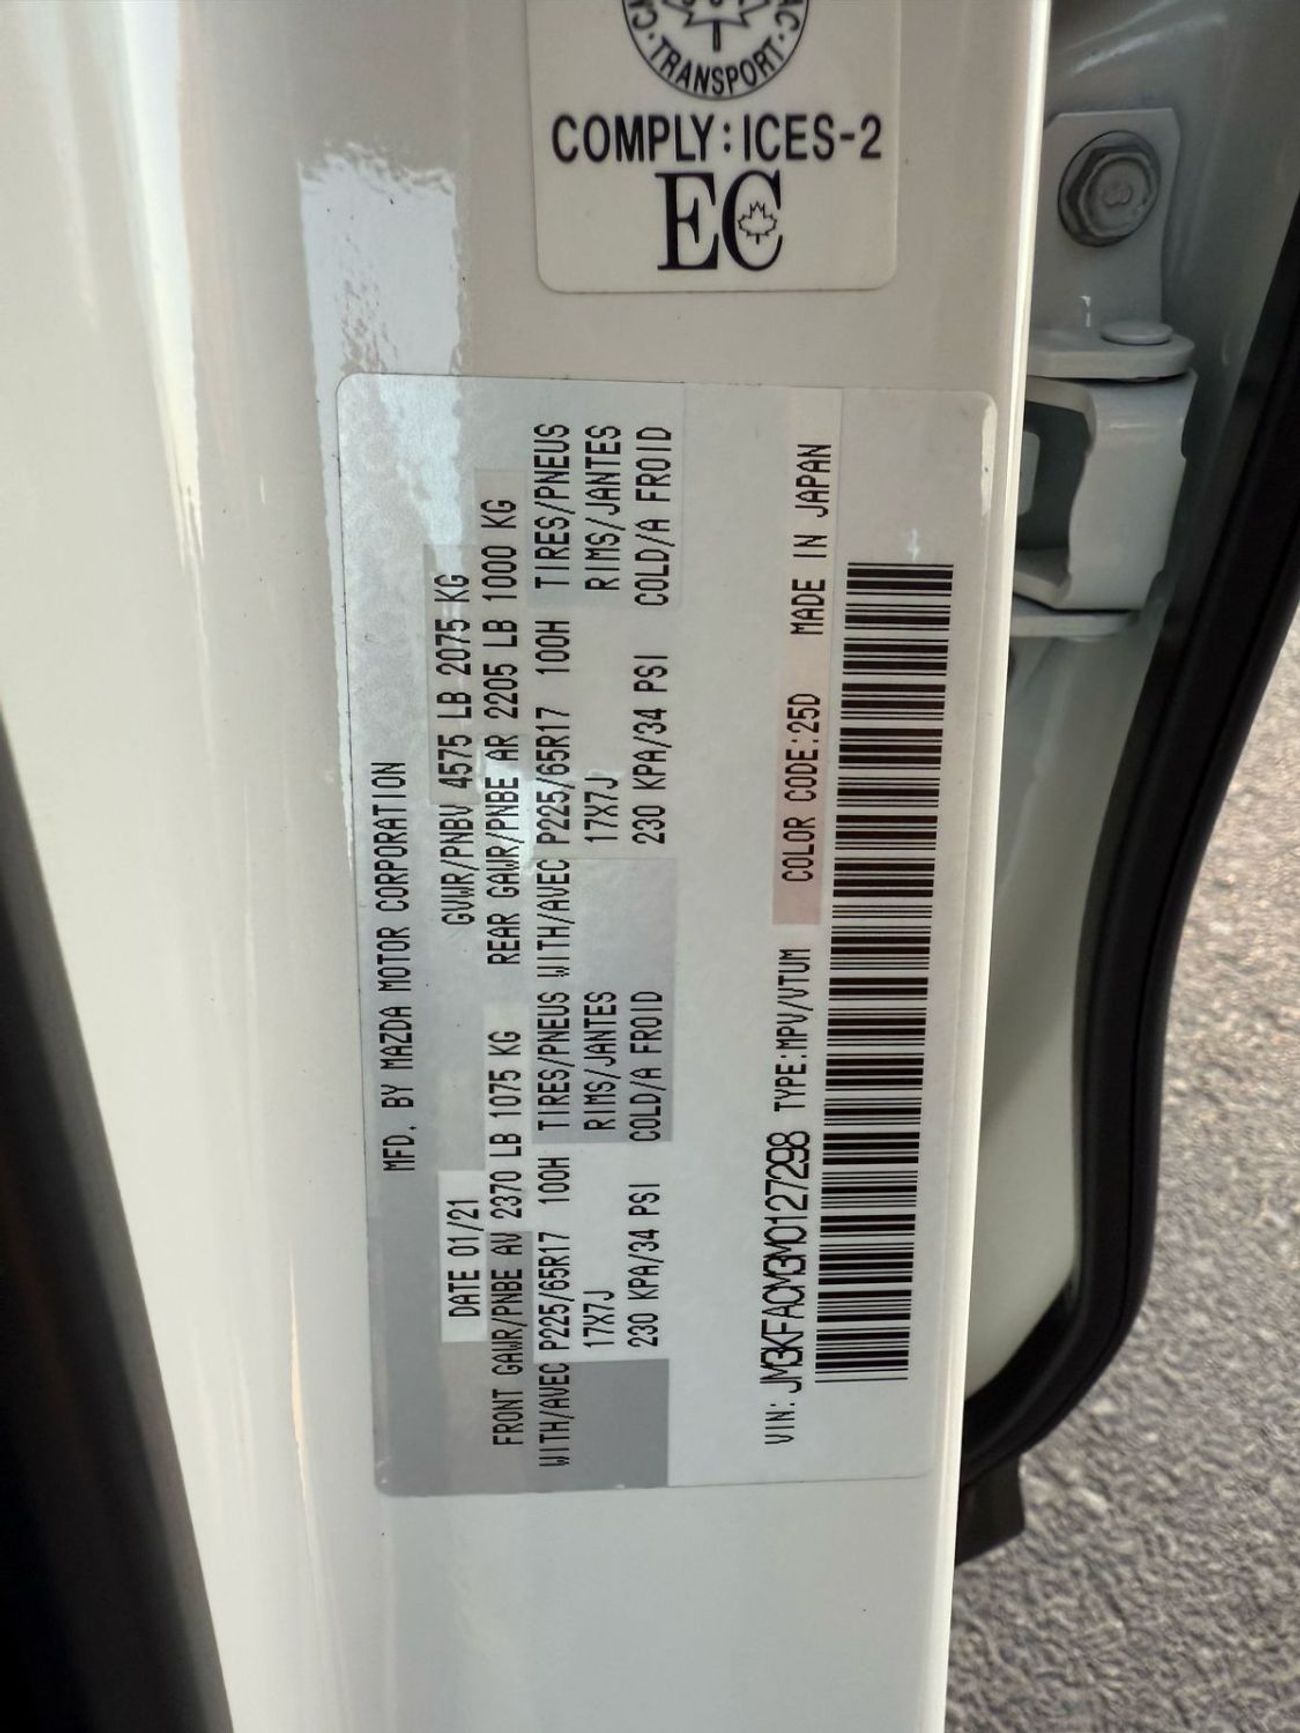 CA·TRANSPORT·AC
COMPLY:ICES-2
EC
MFD. BY MAZDA MOTOR CORPORATION
DATE 01/21 GVWR/PNBV 4575 LB 2075 KG
FRONT GAWR/PNBE AV 2370 LB 1075 KG REAR GAWR/PNBE AR 2205 LB 1000 KG
WITH/AVEC P225/65R17 100H TIRES/PNEUS WITH/AVEC P225/65R17 100H TIRES/PNEUS
17X7J RIMS/JANTES 17X7J RIMS/JANTES
230 KPA/34 PSI COLD/A FROID 230 KPA/34 PSI COLD/A FROID
VIN: JM3KFACM3M0127298 TYPE:MPV/VTUM COLOR CODE:25D MADE IN JAPAN